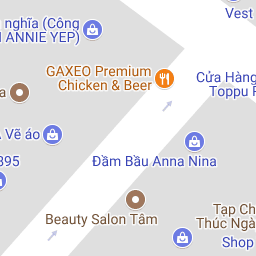 Vest
nghĩa (Công
ANNIE YEP)
GAXEO Premium
Chicken & Beer
Cửa Hàng
Toppu
Vẽ áo
395
Đầm Bầu Anna Nina
Beauty Salon Tâm
Tạp Ch
Thúc Ngà
Shop